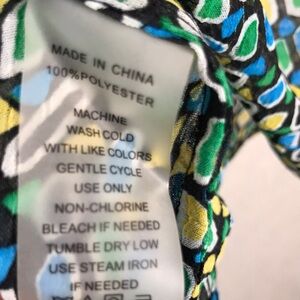 MADE IN CHINA
100%POLYESTER
MACHINE
WASH COLD
WITH LIKE COLORS
GENTLE CYCLE
USE ONLY
NON-CHLORINE
BLEACH IF NEEDED
TUMBLE DRY LOW
USE STEAM IRON
IF NEEDED